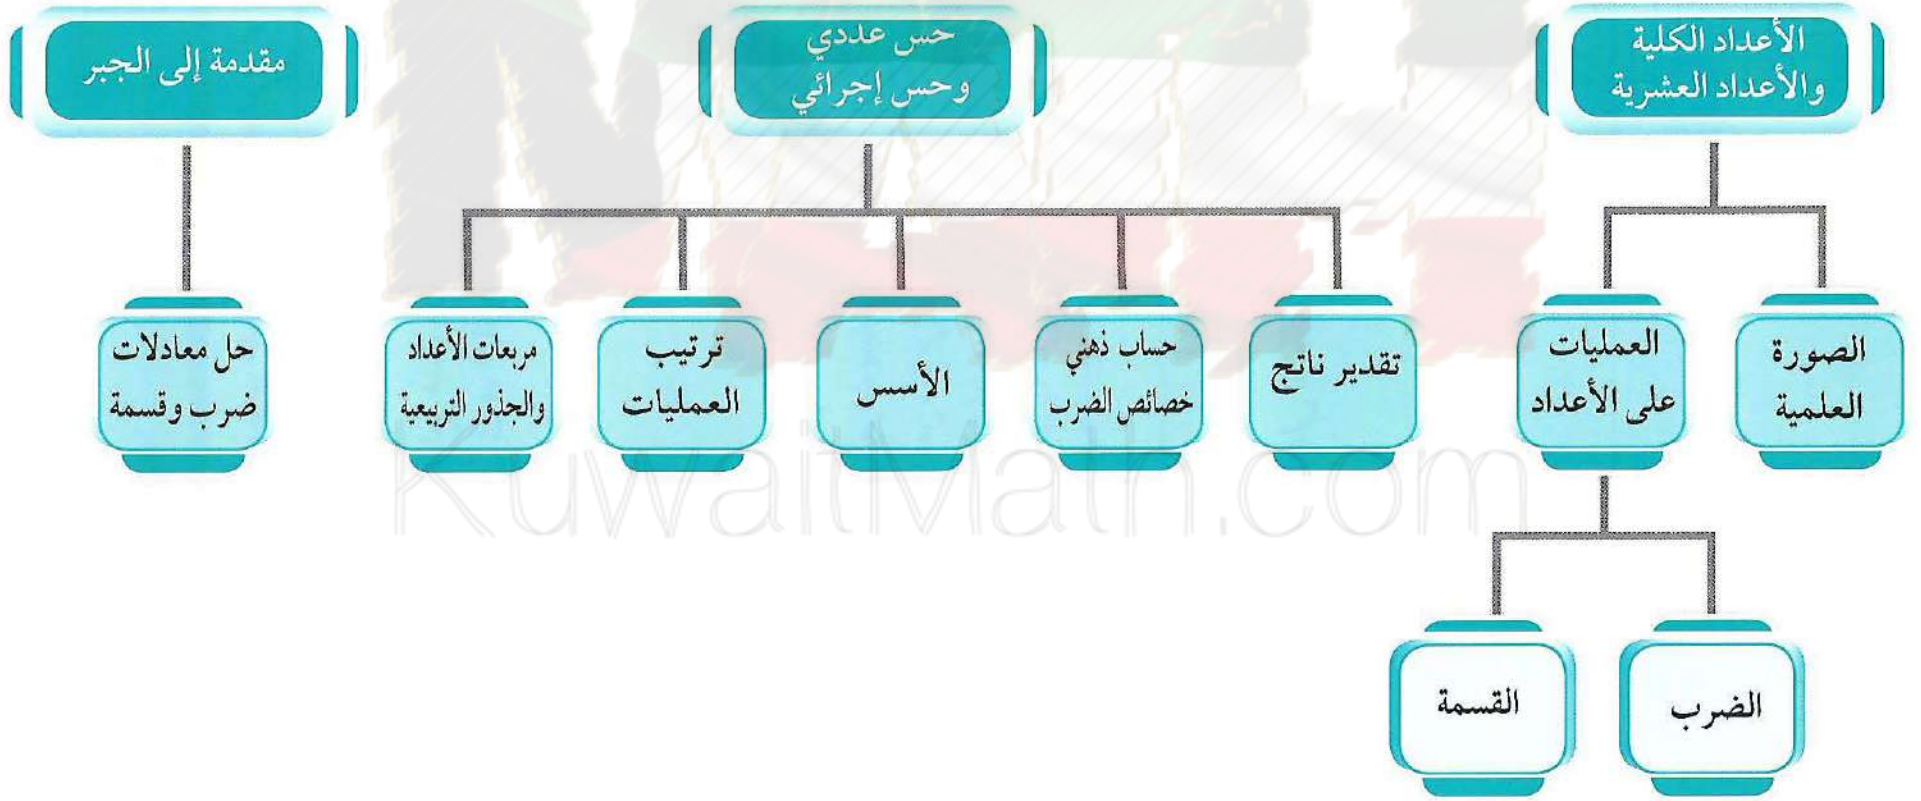 الأعداد الكلية
والأعداد العشرية
حس عددي
وحس إجرائي
مقدمة إلى الجبر
الصورة
العلمية
العمليات
على الأعداد
تقدير ناتج
حساب ذهني
خصائص الضرب
الأسس
ترتيب
العمليات
مربعات الأعداد
والجذور التربيعية
حل معادلات
ضرب وقسمة
KuwaitMath.com
الضرب
القسمة